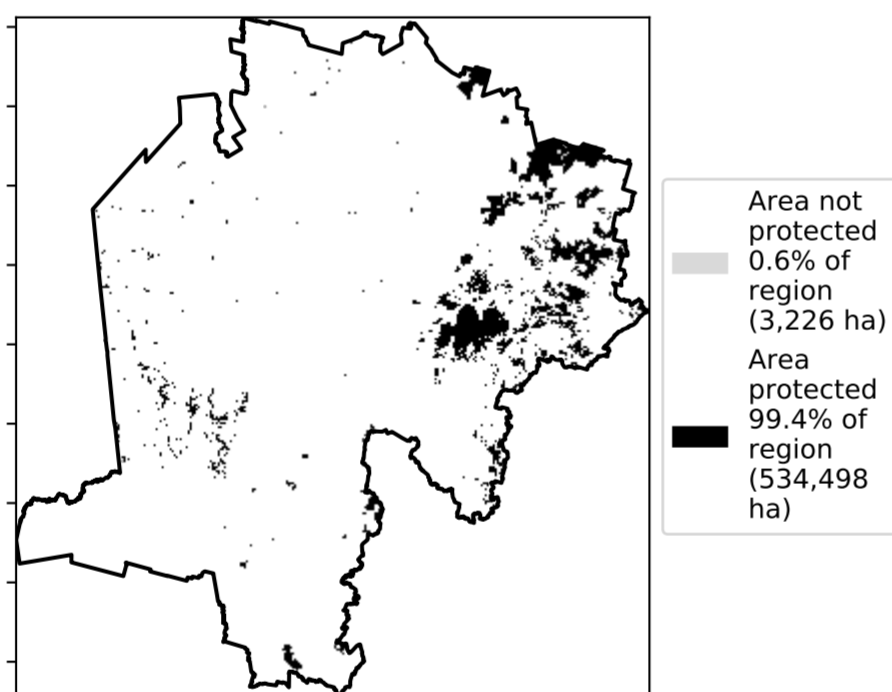 Area not
protected
0.6% of
region
(3,226 ha)
Area
protected
99.4% of
region
(534,498
ha)